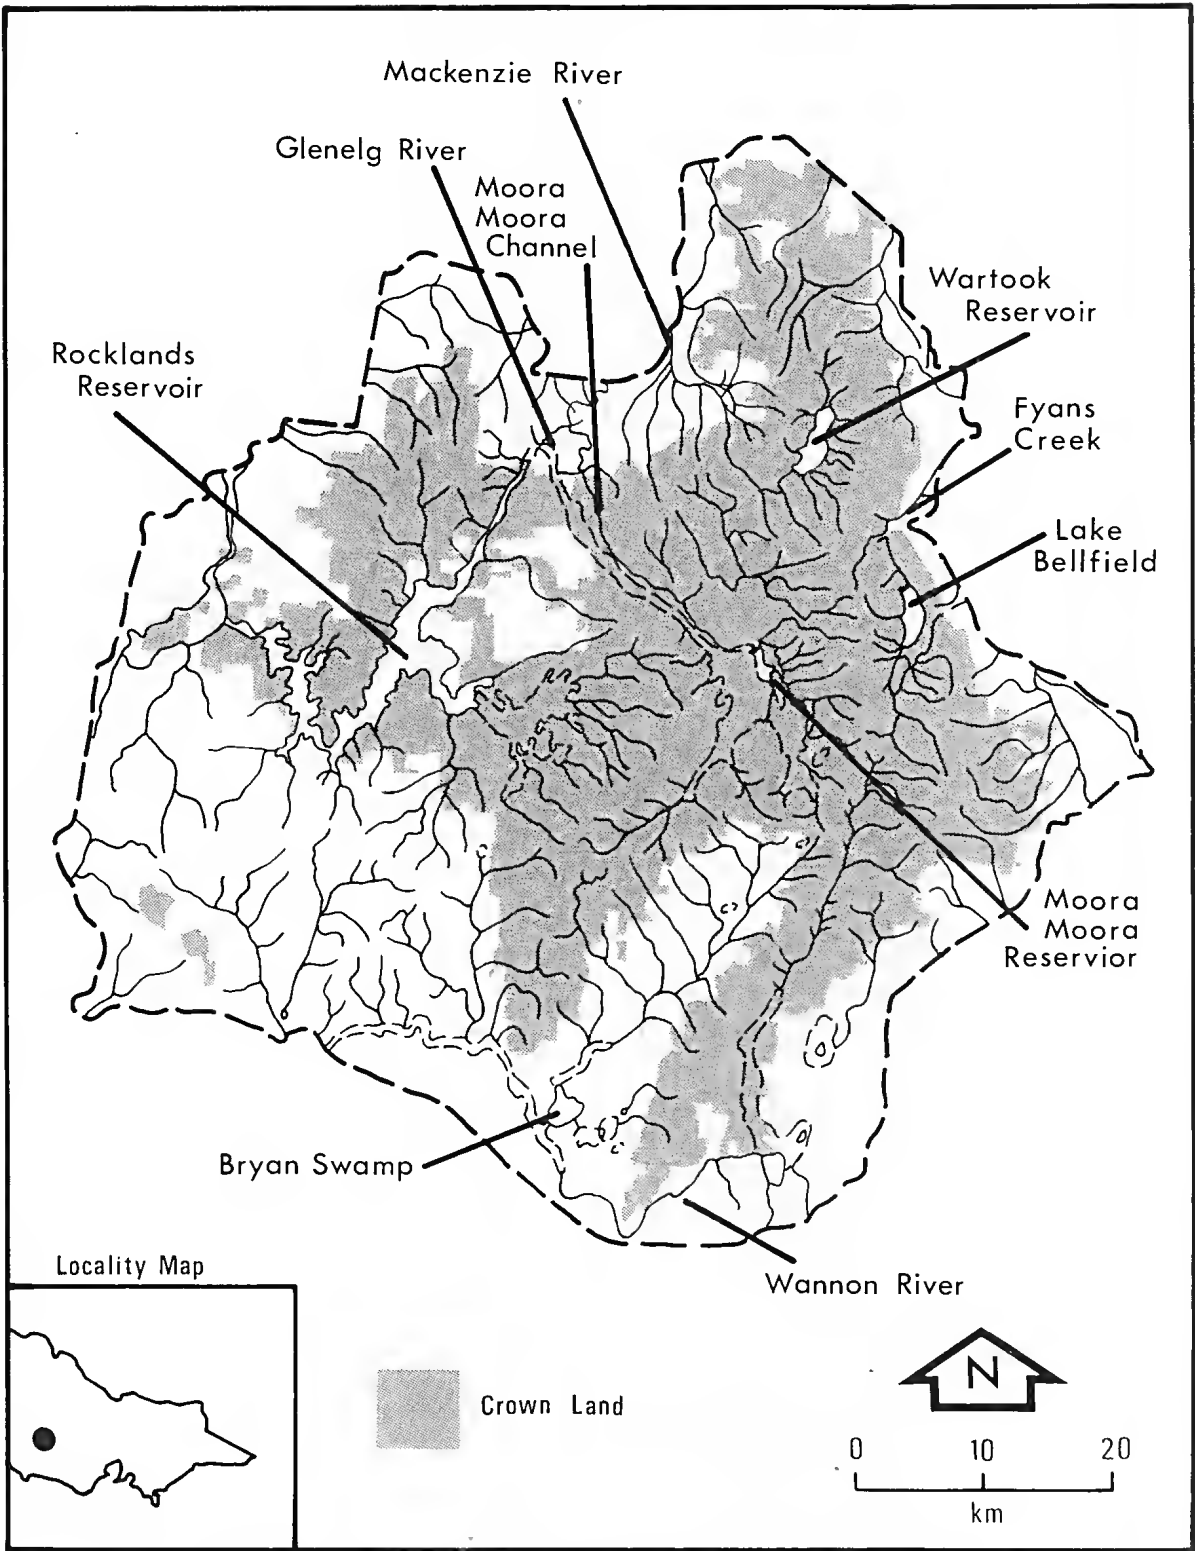 Mackenzie River
Glenelg River
Moora
Moora
Channel
Wartook
Reservoir
Rocklands
Reservoir
Fyans
Creek
Lake
Bellfield
Moora
Moora
Reservior
Bryan Swamp
Wannon River
Locality Map
Crown Land
N
0 10 20
km